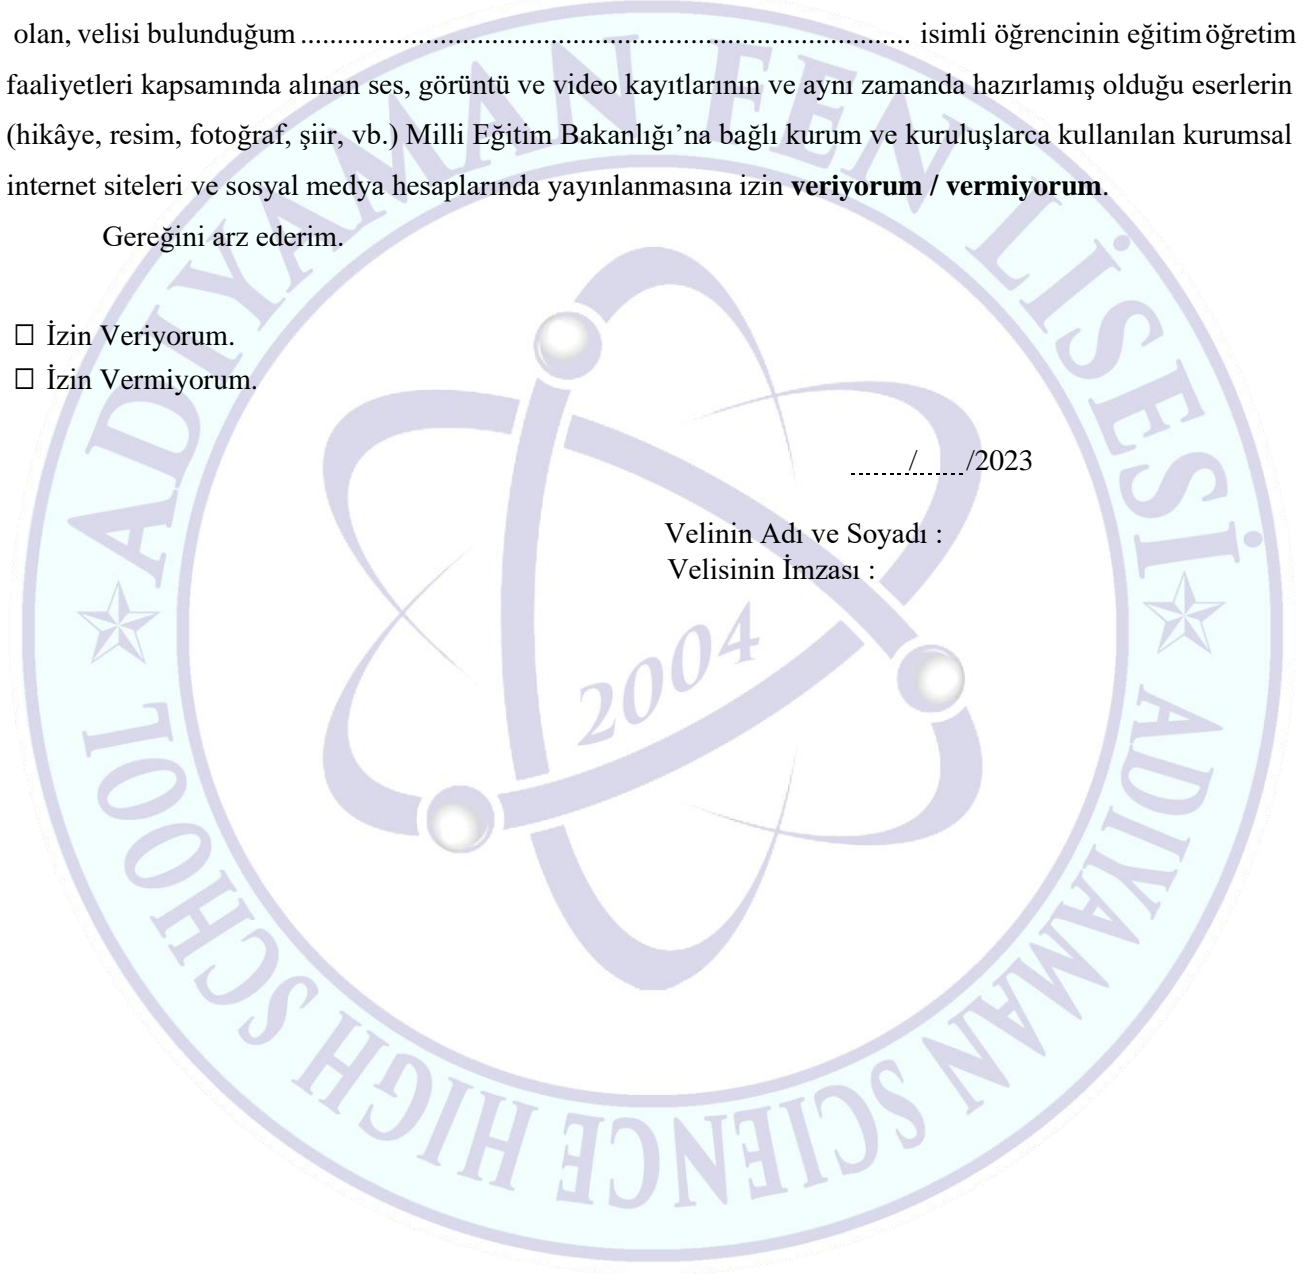 olan, velisi bulunduğum .................................................................................. isimli öğrencinin eğitim öğretim
faaliyetleri kapsamında alınan ses, görüntü ve video kayıtlarının ve aynı zamanda hazırlamış olduğu eserlerin
(hikâye, resim, fotoğraf, şiir, vb.) Milli Eğitim Bakanlığı’na bağlı kurum ve kuruluşlarca kullanılan kurumsal
internet siteleri ve sosyal medya hesaplarında yayınlanmasına izin veriyorum / vermiyorum.
Gereğini arz ederim.
☐ İzin Veriyorum.
☐ İzin Vermiyorum.
......./......./2023
Velinin Adı ve Soyadı :
Velisinin İmzası :
ADIYAMAN FEN LİSESİ
2004
ADIYAMAN SCIENCE HIGH SCHOOL